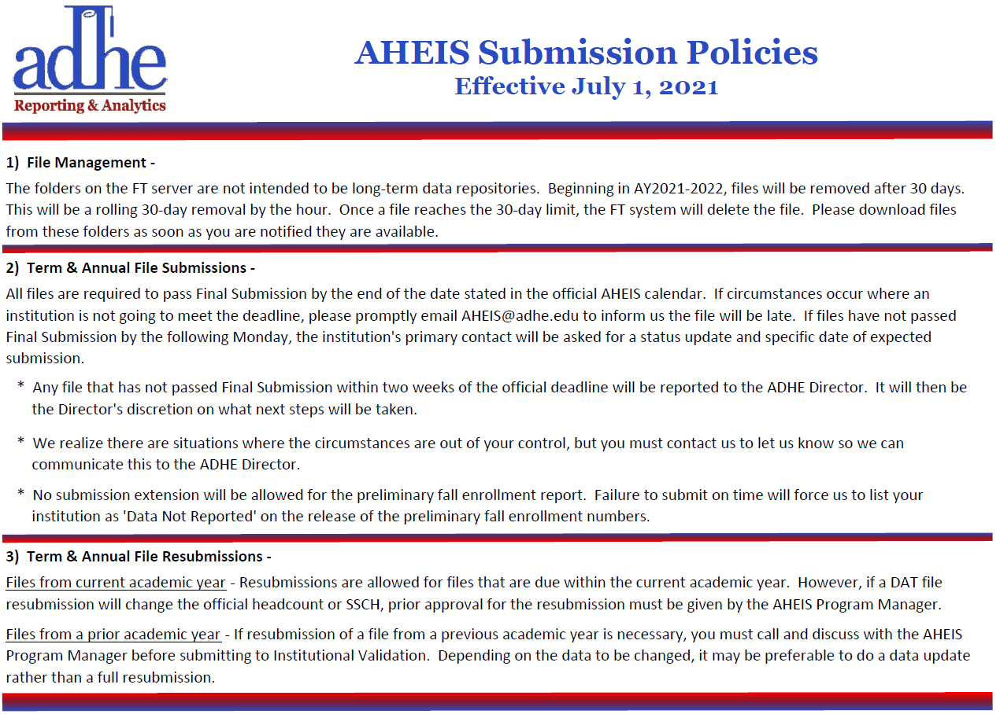 adhe
Reporting & Analytics
AHEIS Submission Policies
Effective July 1, 2021
1) File Management -
The folders on the FT server are not intended to be long-term data repositories. Beginning in AY2021-2022, files will be removed after 30 days.
This will be a rolling 30-day removal by the hour. Once a file reaches the 30-day limit, the FT system will delete the file. Please download files
from these folders as soon as you are notified they are available.
2) Term & Annual File Submissions -
All files are required to pass Final Submission by the end of the date stated in the official AHEIS calendar. If circumstances occur where an
institution is not going to meet the deadline, please promptly email AHEIS@adhe.edu to inform us the file will be late. If files have not passed
Final Submission by the following Monday, the institution's primary contact will be asked for a status update and specific date of expected
submission.
* Any file that has not passed Final Submission within two weeks of the official deadline will be reported to the ADHE Director. It will then be
the Director's discretion on what next steps will be taken.
* We realize there are situations where the circumstances are out of your control, but you must contact us to let us know so we can
communicate this to the ADHE Director.
* No submission extension will be allowed for the preliminary fall enrollment report. Failure to submit on time will force us to list your
institution as 'Data Not Reported' on the release of the preliminary fall enrollment numbers.
3) Term & Annual File Resubmissions -
Files from current academic year - Resubmissions are allowed for files that are due within the current academic year. However, if a DAT file
resubmission will change the official headcount or SSCH, prior approval for the resubmission must be given by the AHEIS Program Manager.
Files from a prior academic year - If resubmission of a file from a previous academic year is necessary, you must call and discuss with the AHEIS
Program Manager before submitting to Institutional Validation. Depending on the data to be changed, it may be preferable to do a data update
rather than a full resubmission.